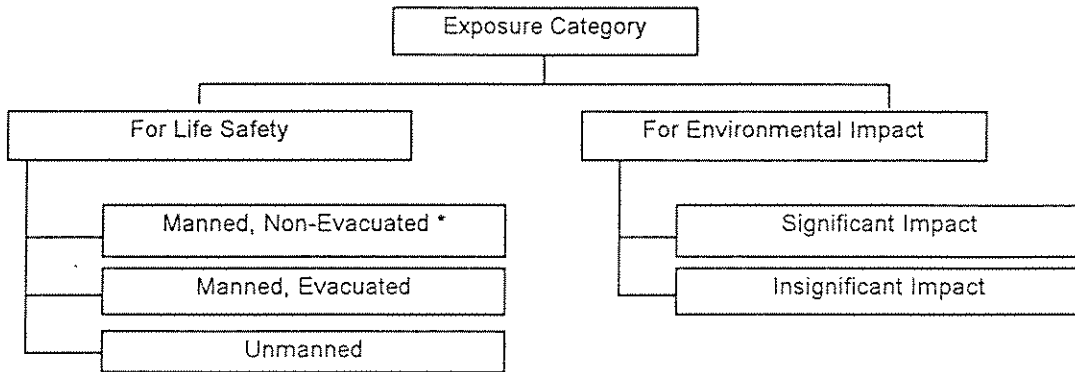 Exposure Category
For Life Safety
For Environmental Impact
Manned, Non-Evacuated *
Significant Impact
Manned, Evacuated
Insignificant Impact
Unmanned